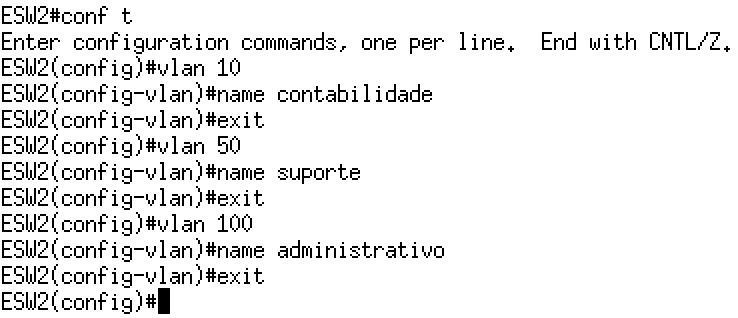 ESW2#conf t
Enter configuration commands, one per line.  End with CNTL/Z.
ESW2(config)#vlan 10
ESW2(config-vlan)#name contabilidade
ESW2(config-vlan)#exit
ESW2(config)#vlan 50
ESW2(config-vlan)#name suporte
ESW2(config-vlan)#exit
ESW2(config)#vlan 100
ESW2(config-vlan)#name administrativo
ESW2(config-vlan)#exit
ESW2(config)#